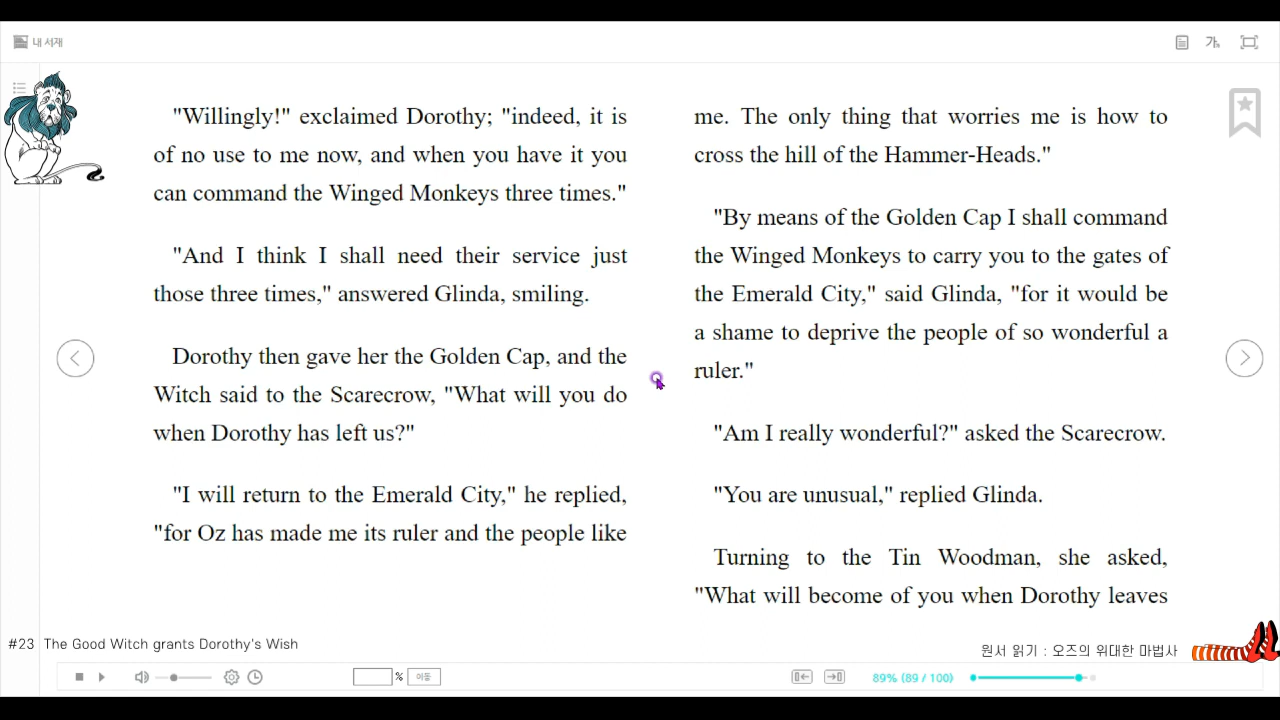 내 서재
가가
"Willingly!" exclaimed Dorothy; "indeed, it is
of no use to me now, and when you have it you
can command the Winged Monkeys three times."
"And I think I shall need their service just
those three times," answered Glinda, smiling.
Dorothy then gave her the Golden Cap, and the
Witch said to the Scarecrow, "What will you do
when Dorothy has left us?"
"I will return to the Emerald City," he replied,
"for Oz has made me its ruler and the people like
me. The only thing that worries me is how to
cross the hill of the Hammer-Heads."
"By means of the Golden Cap I shall command
the Winged Monkeys to carry you to the gates of
the Emerald City," said Glinda, "for it would be
a shame to deprive the people of so wonderful a
ruler."
"Am I really wonderful?" asked the Scarecrow.
"You are unusual," replied Glinda.
Turning to the Tin Woodman, she asked,
"What will become of you when Dorothy leaves
#23 The Good Witch grants Dorothy's Wish
원서 읽기 : 오즈의 위대한 마법사
% 이동
89% (89 / 100)